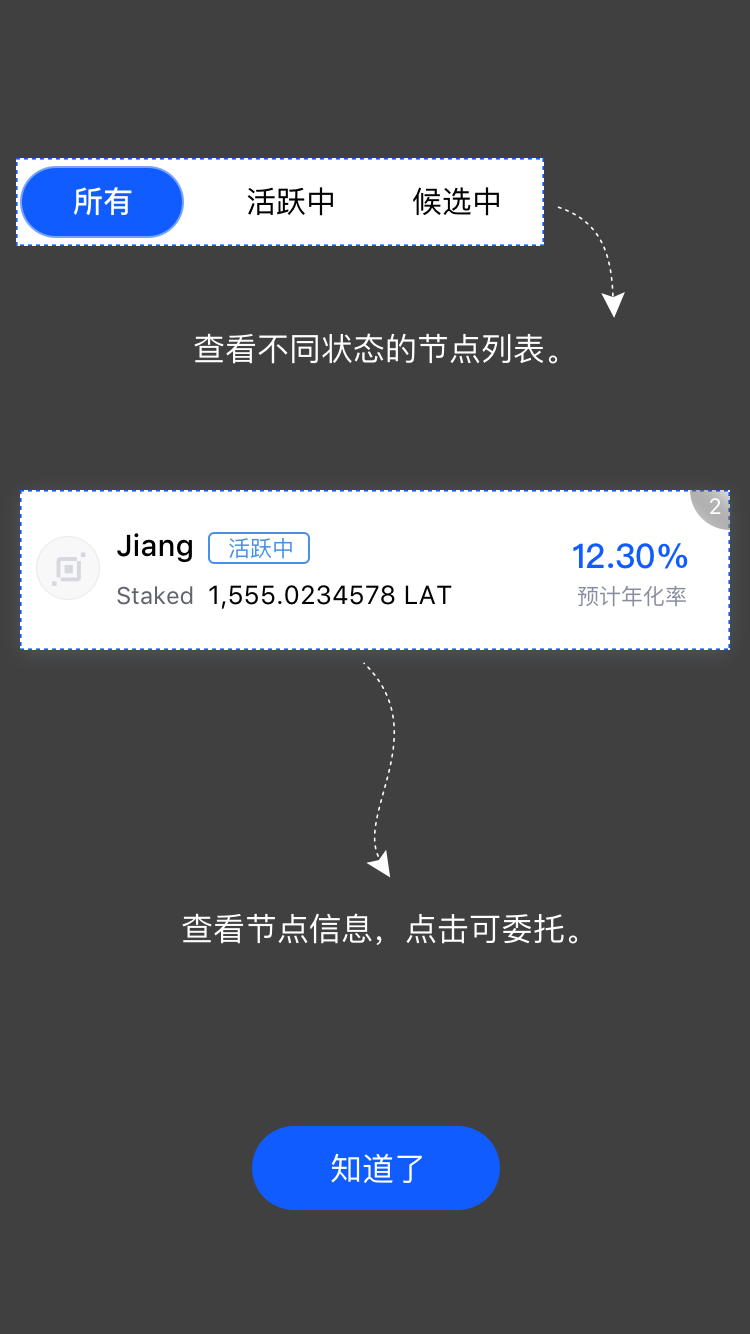 所有 活跃中 候选中
查看不同状态的节点列表。
2
Jiang 活跃中 12.30%
Staked 1,555.0234578 LAT 预计年化率
查看节点信息，点击可委托。
知道了